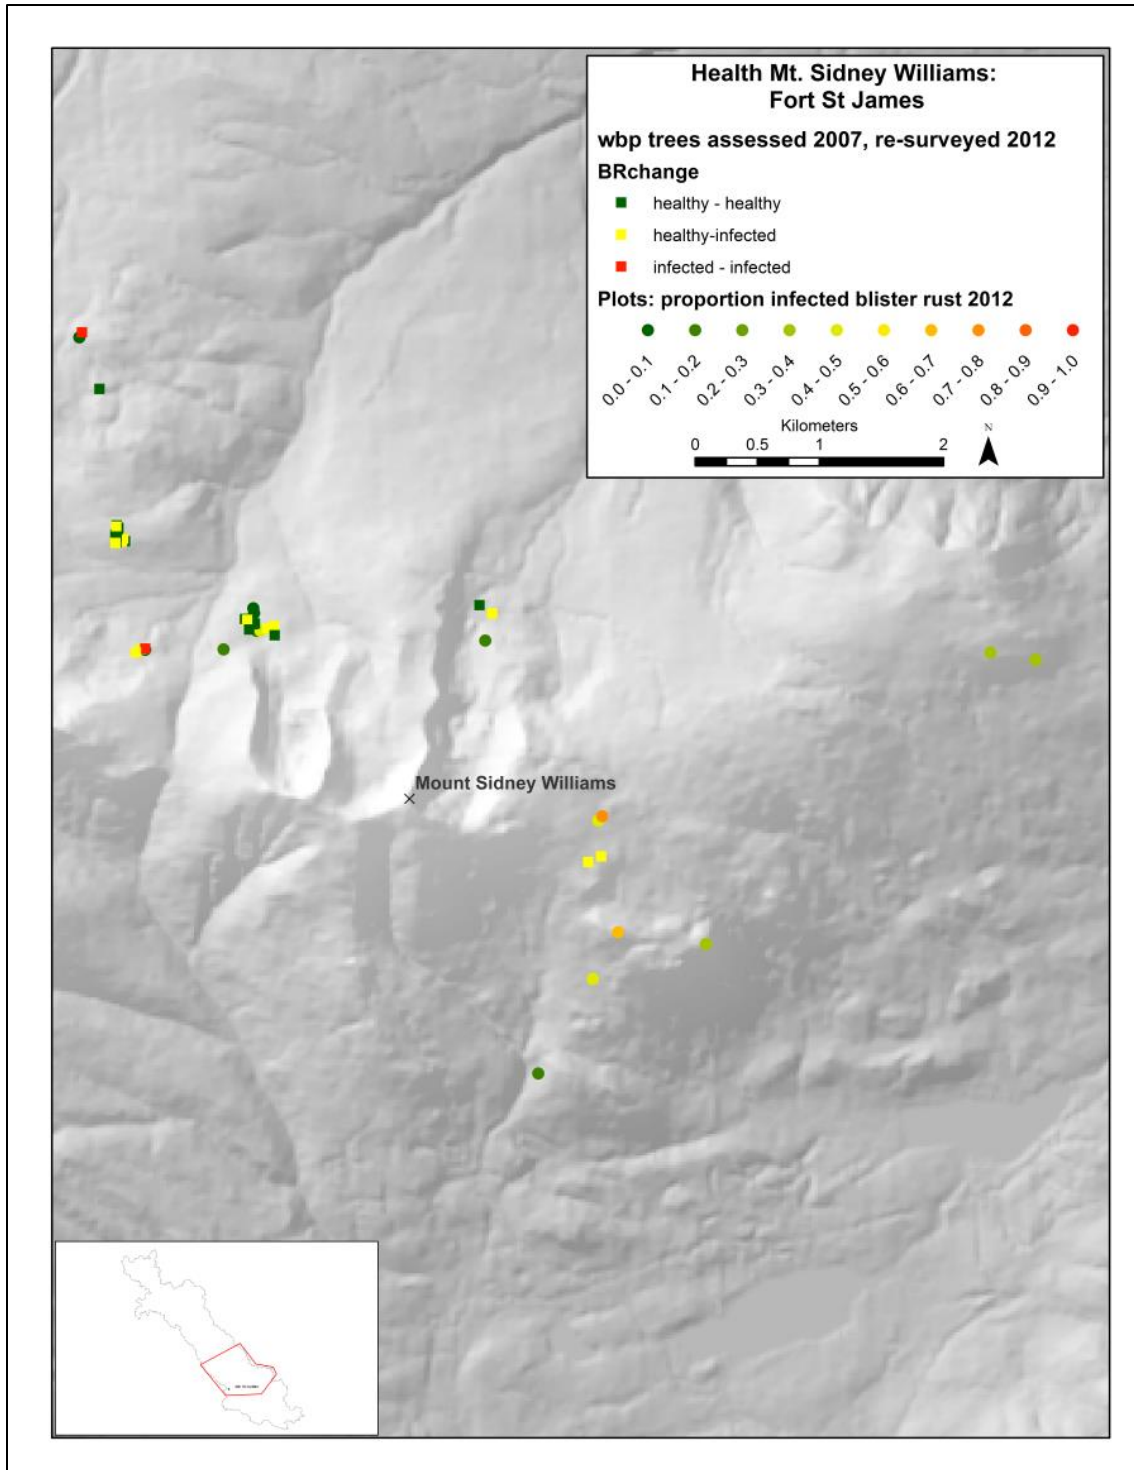 Health Mt. Sidney Williams:
Fort St James
wbp trees assessed 2007, re-surveyed 2012
BRchange
healthy - healthy
healthy-infected
infected - infected
Plots: proportion infected blister rust 2012
0.0 - 0.1 0.1 - 0.2 0.2 - 0.3 0.3 - 0.4 0.4 - 0.5 0.5 - 0.6 0.6 - 0.7 0.7 - 0.8 0.8 - 0.9 0.9 - 1.0
Kilometers
0 0.5 1 2
N
Mount Sidney Williams